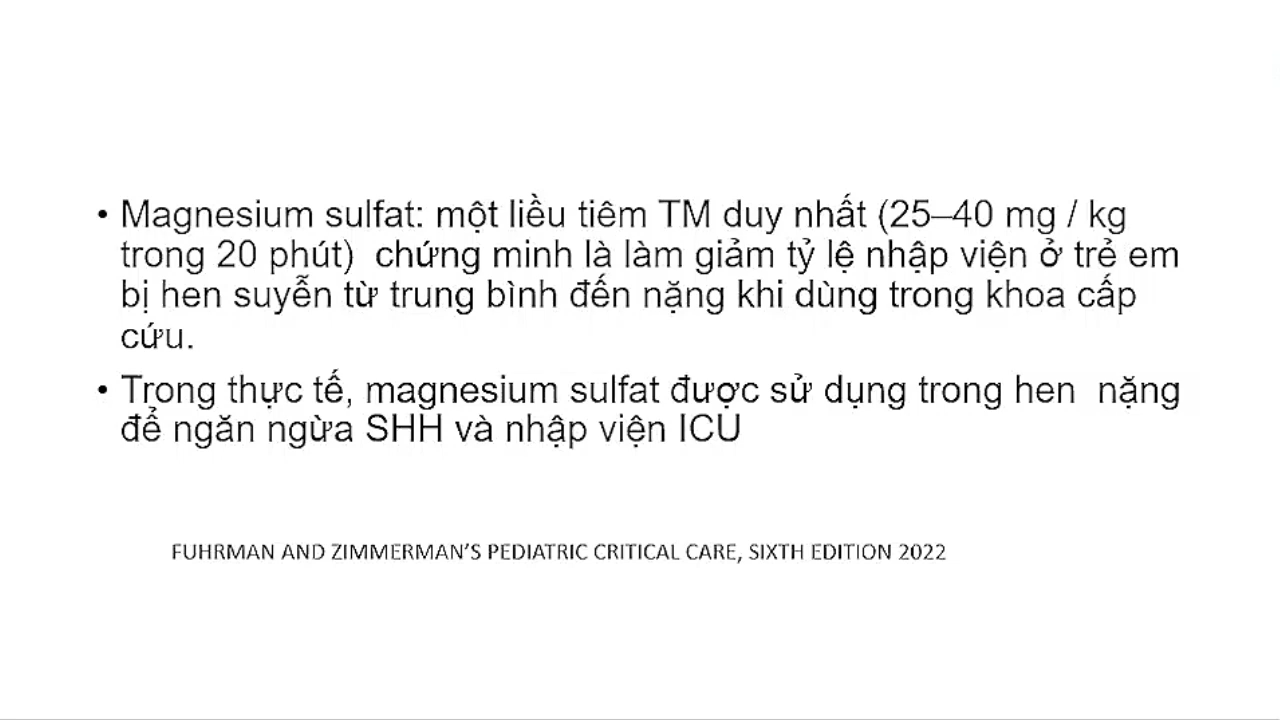 • Magnesium sulfat: một liều tiêm TM duy nhất (25–40 mg / kg
trong 20 phút)  chứng minh là làm giảm tỷ lệ nhập viện ở trẻ em
bị hen suyễn từ trung bình đến nặng khi dùng trong khoa cấp
cứu.
• Trong thực tế, magnesium sulfat được sử dụng trong hen  nặng
để ngăn ngừa SHH và nhập viện ICU
FUHRMAN AND ZIMMERMAN’S PEDIATRIC CRITICAL CARE, SIXTH EDITION 2022